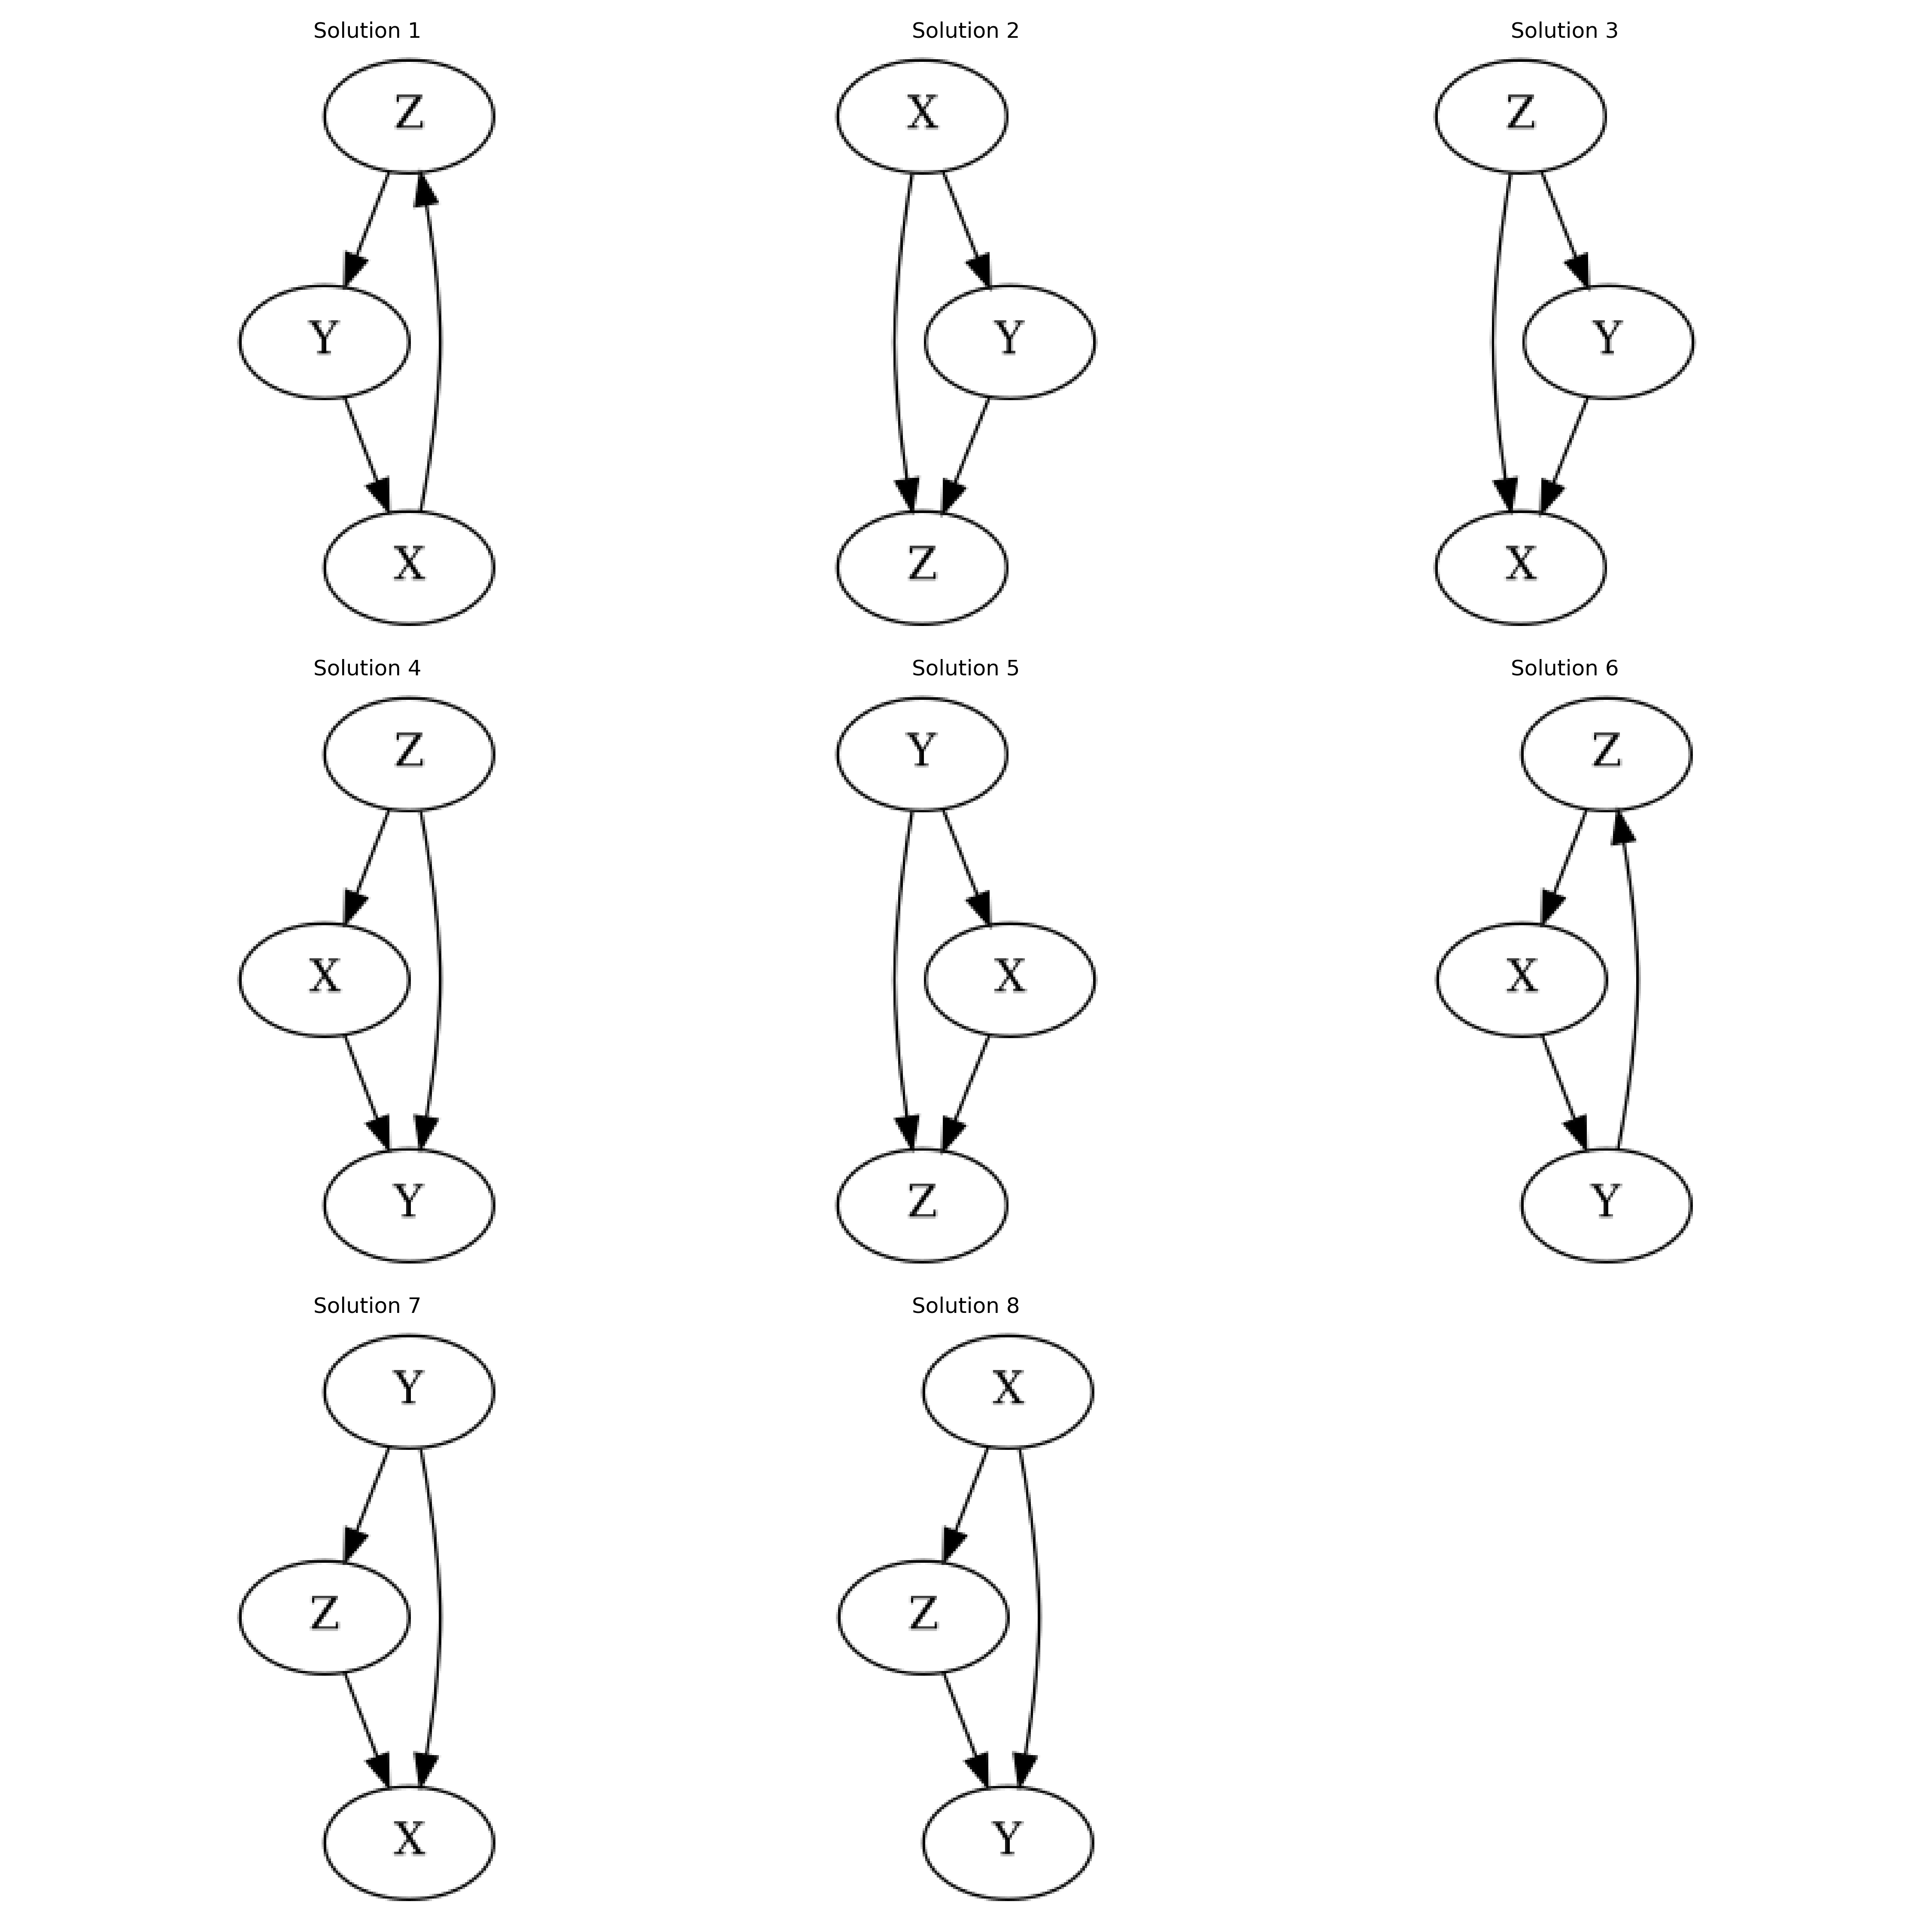 Solution 1
Z
Y
X
Solution 2
X
Y
Z
Solution 3
Z
Y
X
Solution 4
Z
X
Y
Solution 5
Y
X
Z
Solution 6
Z
X
Y
Solution 7
Y
Z
X
Solution 8
X
Z
Y